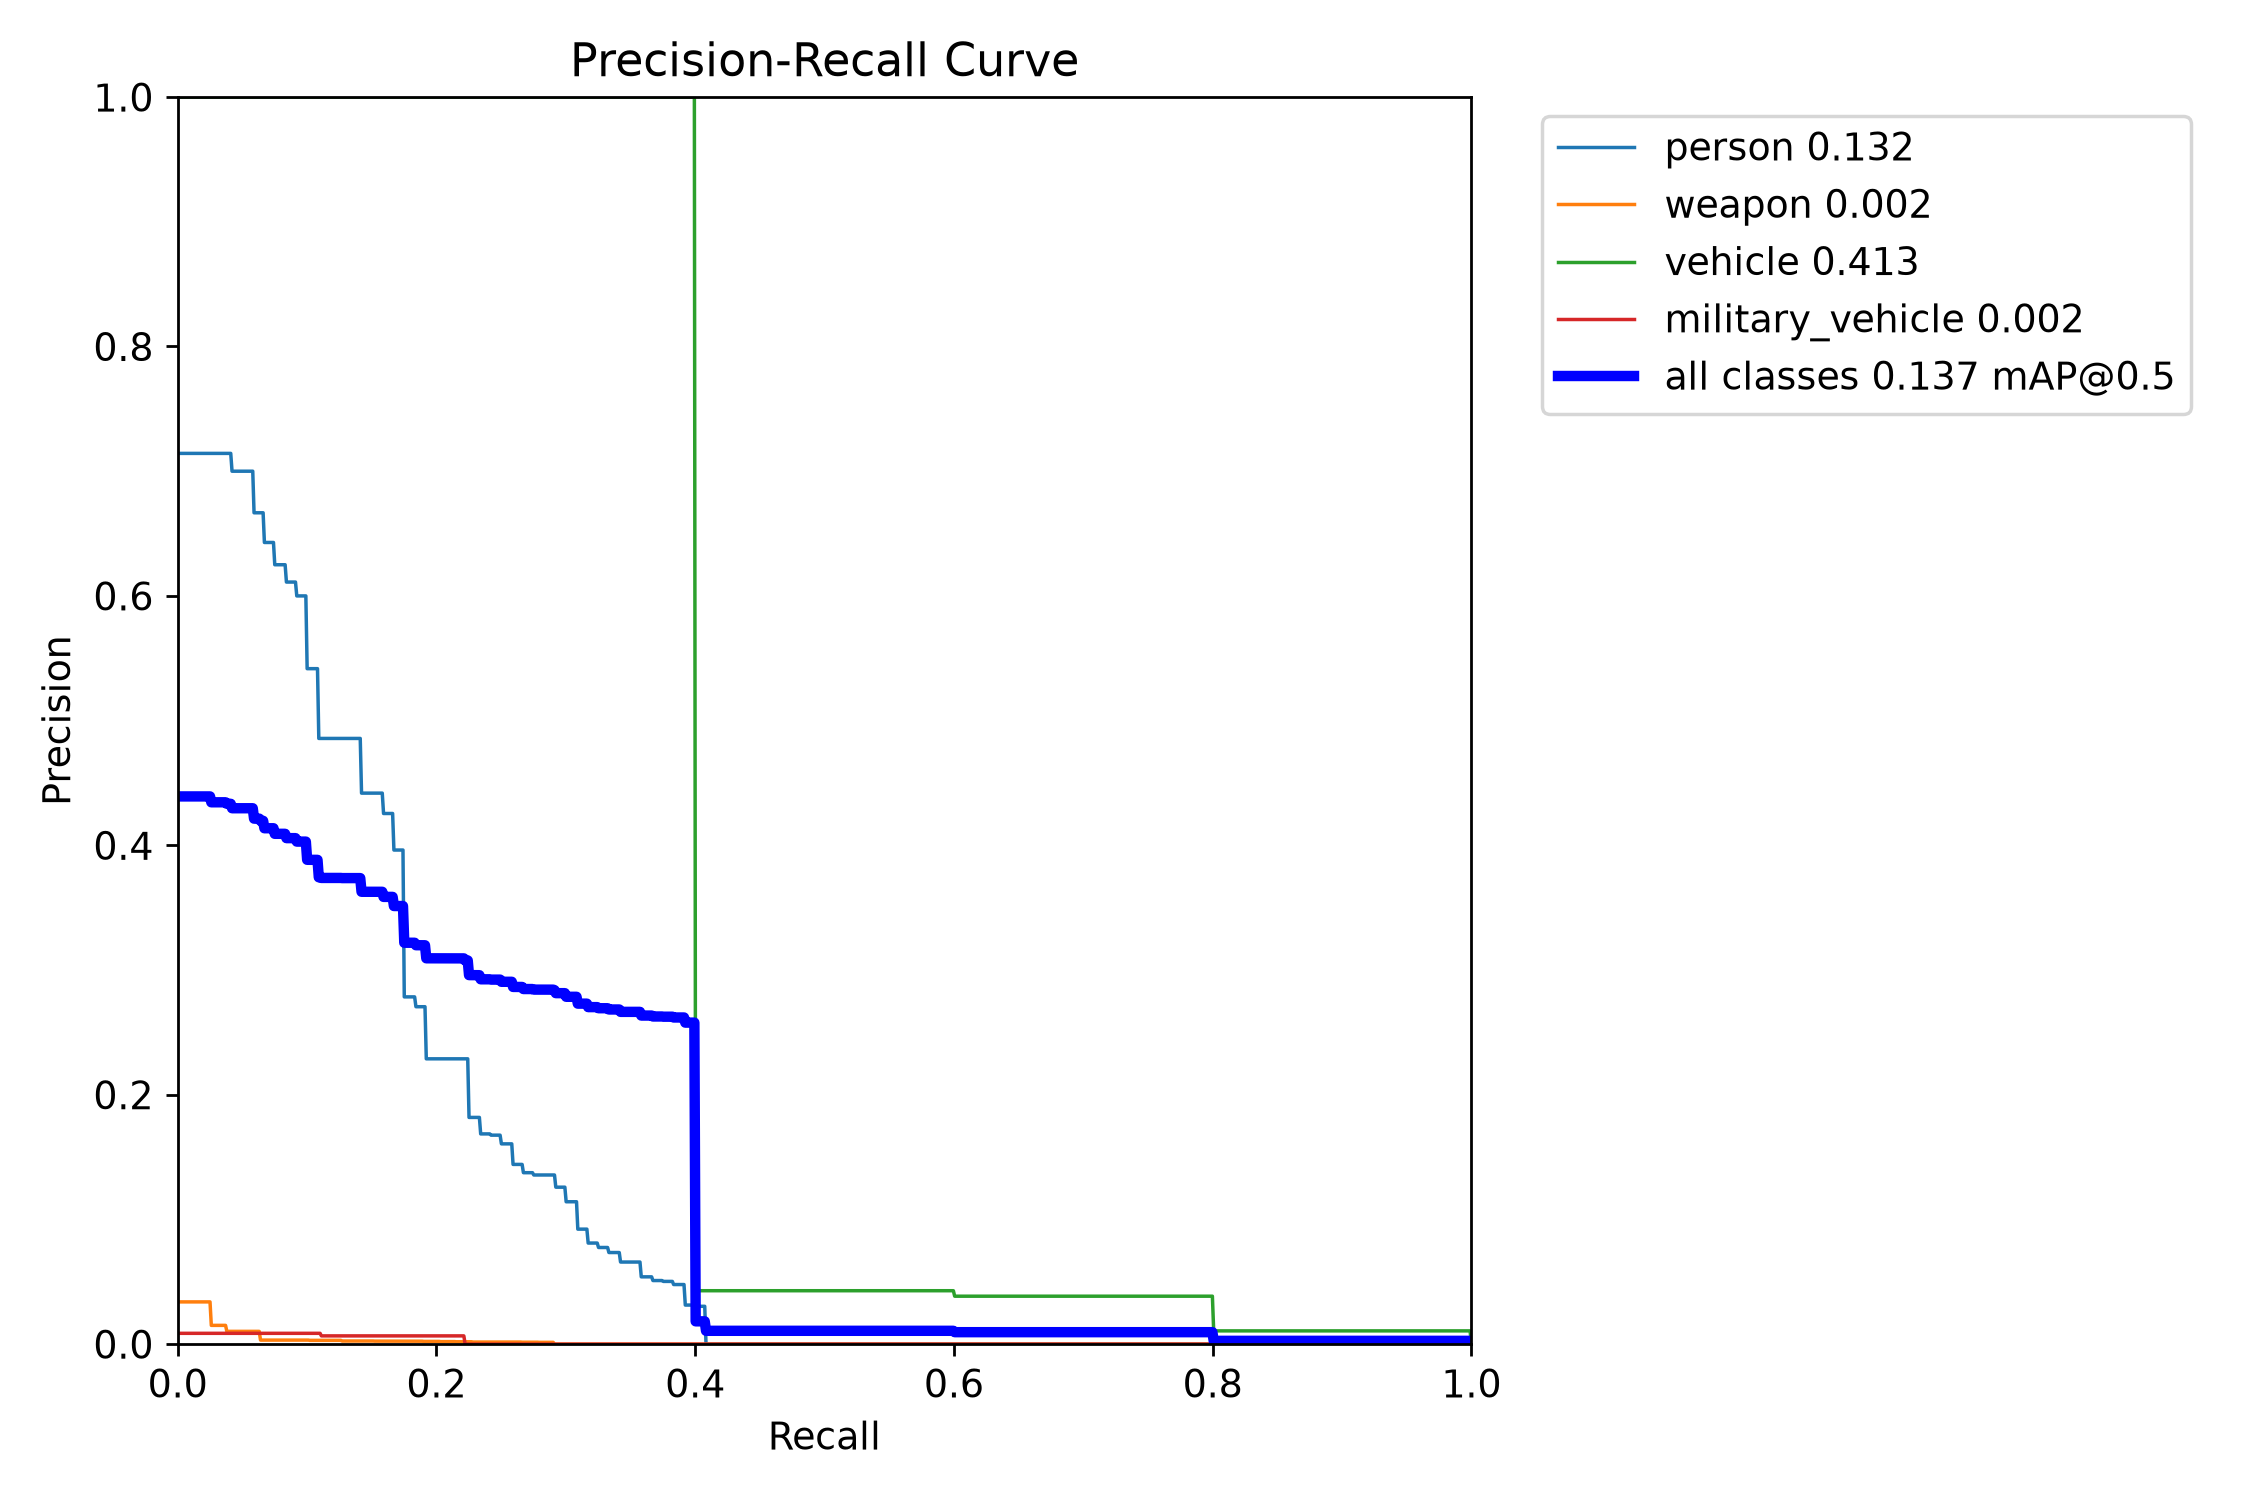 Precision-Recall Curve
1.0
0.8
0.6
0.4
0.2
0.0
Precision
0.0 0.2 0.4 0.6 0.8 1.0
Recall
person 0.132
weapon 0.002
vehicle 0.413
military_vehicle 0.002
all classes 0.137 mAP@0.5